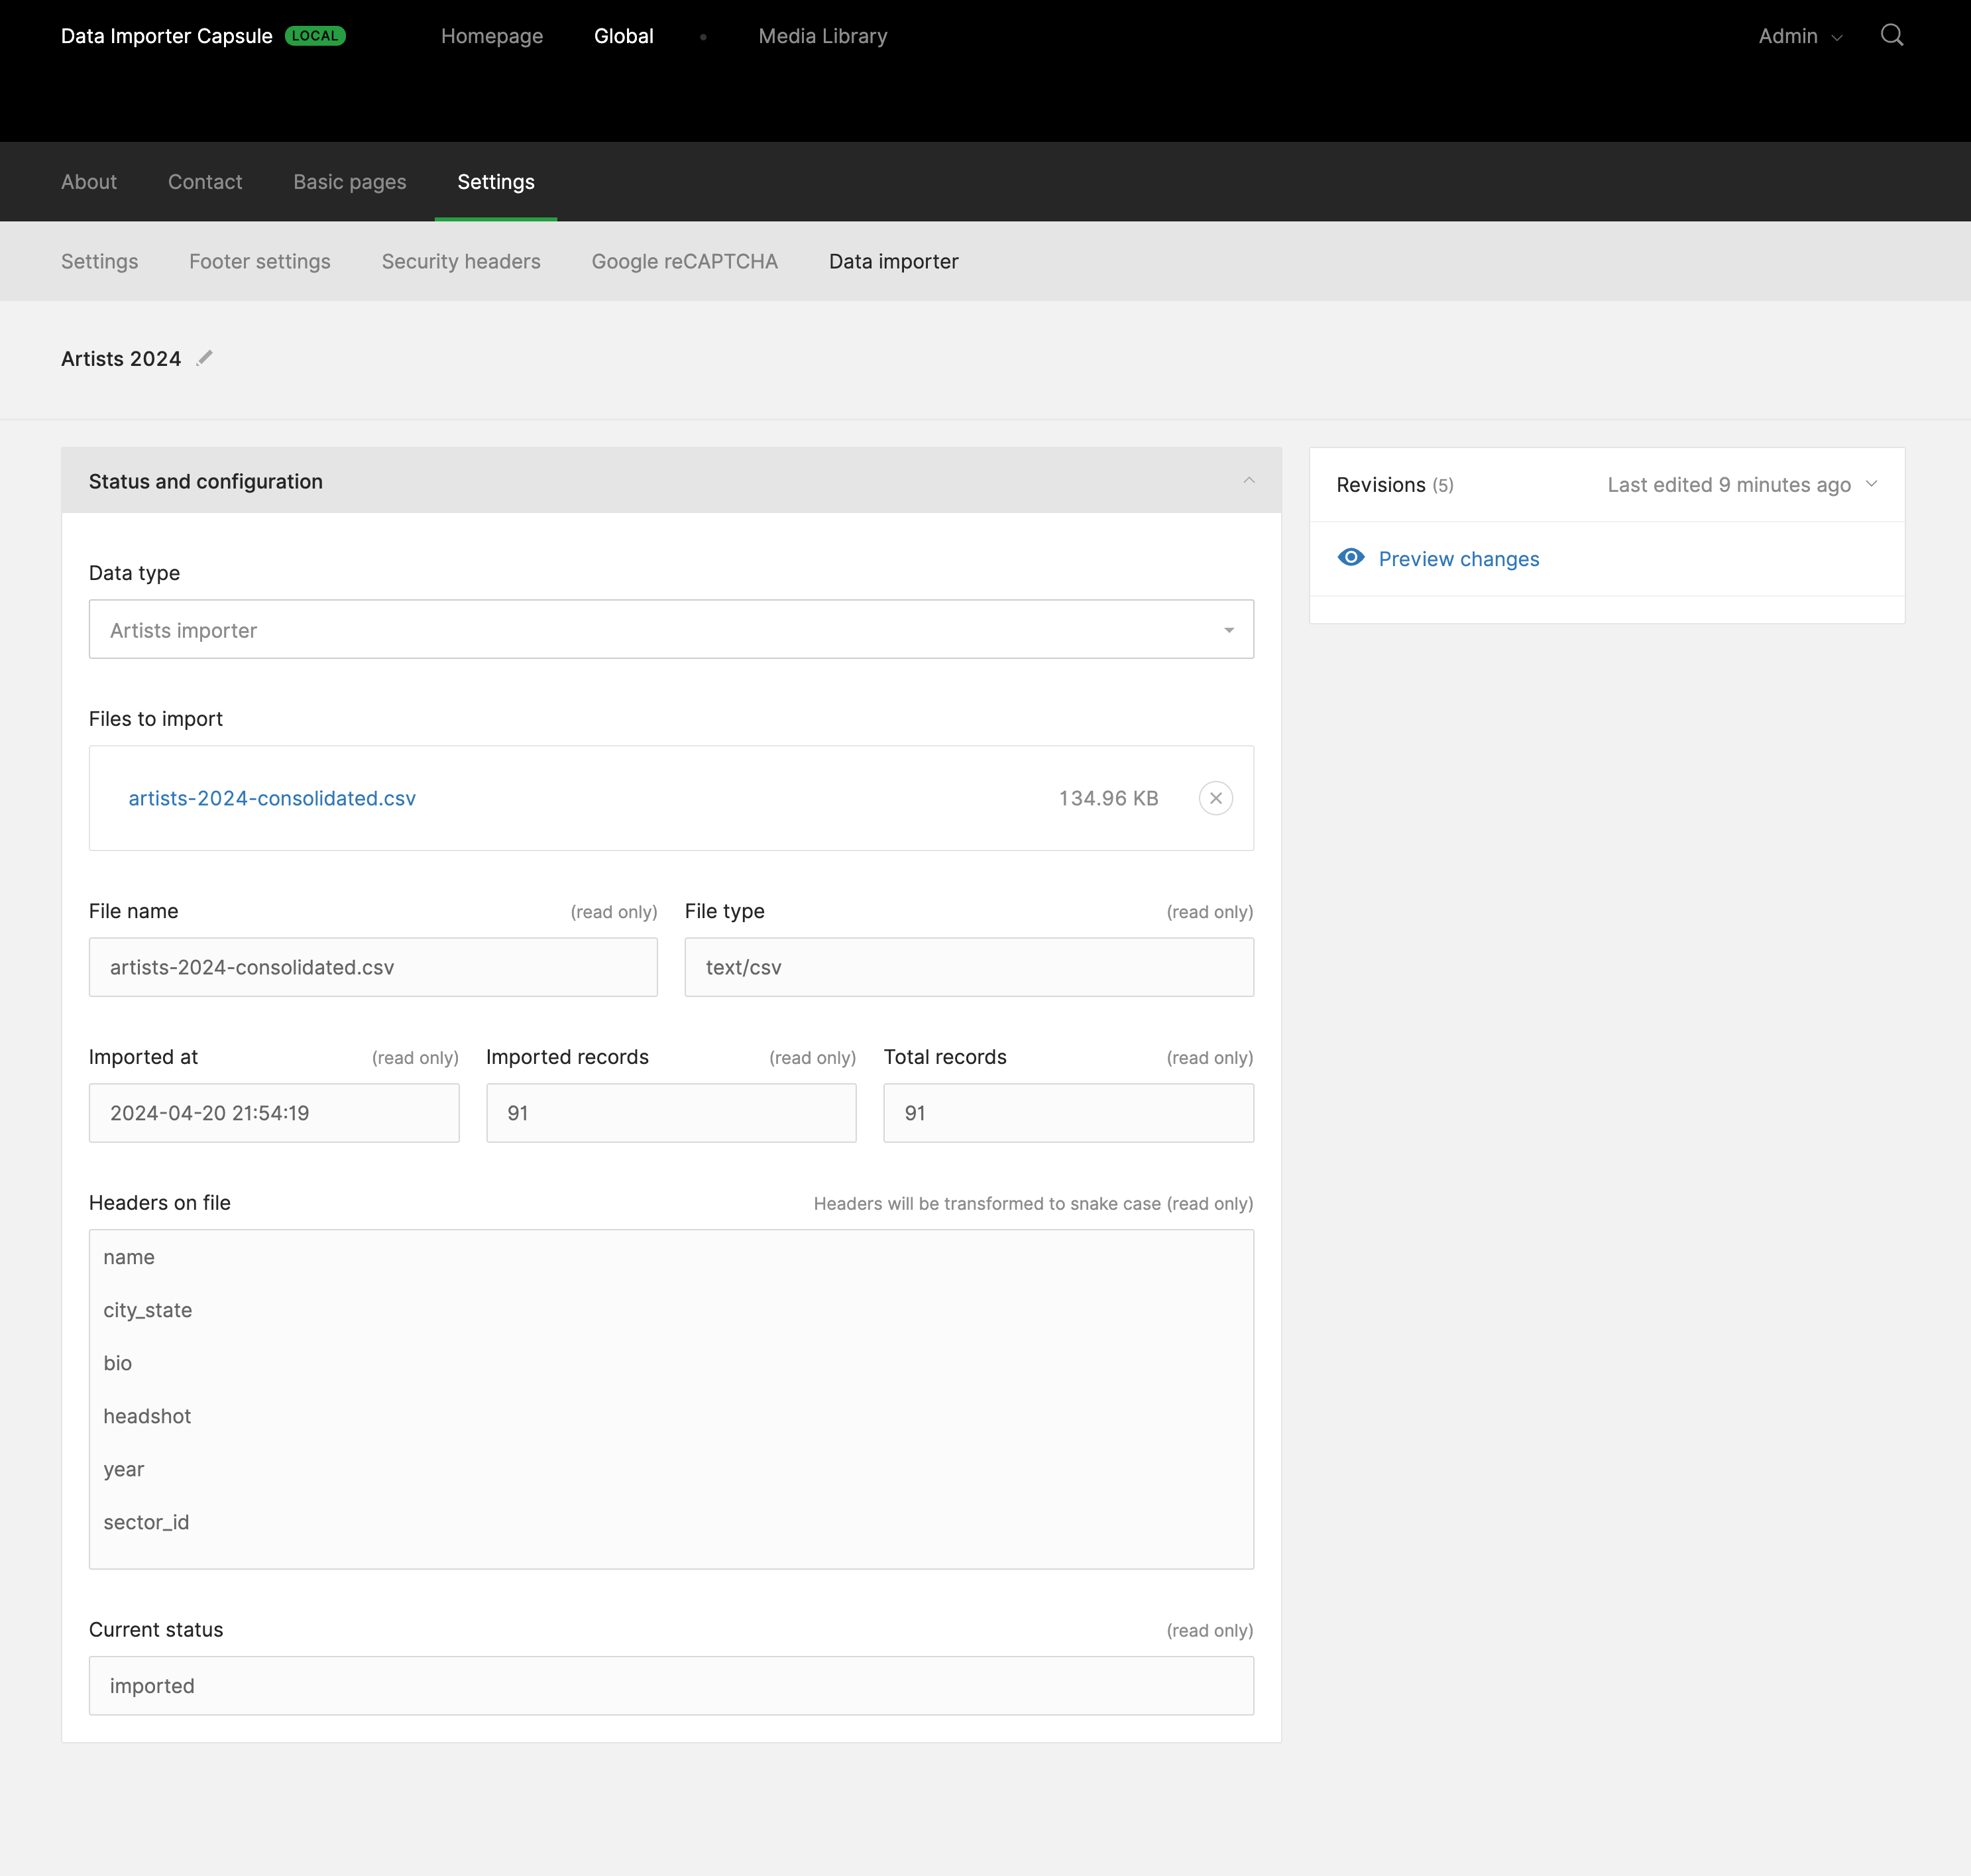 Data Importer Capsule LOCAL Homepage Global • Media Library Admin
About Contact Basic pages Settings
Settings Footer settings Security headers Google reCAPTCHA Data importer
Artists 2024
Status and configuration
Revisions (5) Last edited 9 minutes ago
Preview changes
Data type
Artists importer
Files to import
artists-2024-consolidated.csv 134.96 KB
File name (read only) File type (read only)
artists-2024-consolidated.csv text/csv
Imported at (read only) Imported records (read only) Total records (read only)
2024-04-20 21:54:19 91 91
Headers on file Headers will be transformed to snake case (read only)
name
city_state
bio
headshot
year
sector_id
Current status (read only)
imported